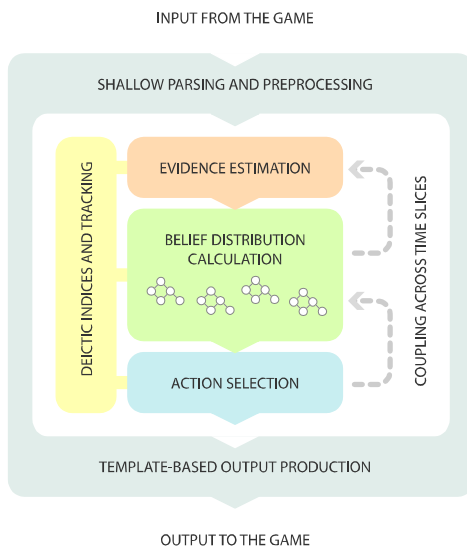 INPUT FROM THE GAME
SHALLOW PARSING AND PREPROCESSING
DEICTIC INDICES AND TRACKING
EVIDENCE ESTIMATION
BELIEF DISTRIBUTION
CALCULATION
ACTION SELECTION
COUPLING ACROSS TIME SLICES
TEMPLATE-BASED OUTPUT PRODUCTION
OUTPUT TO THE GAME